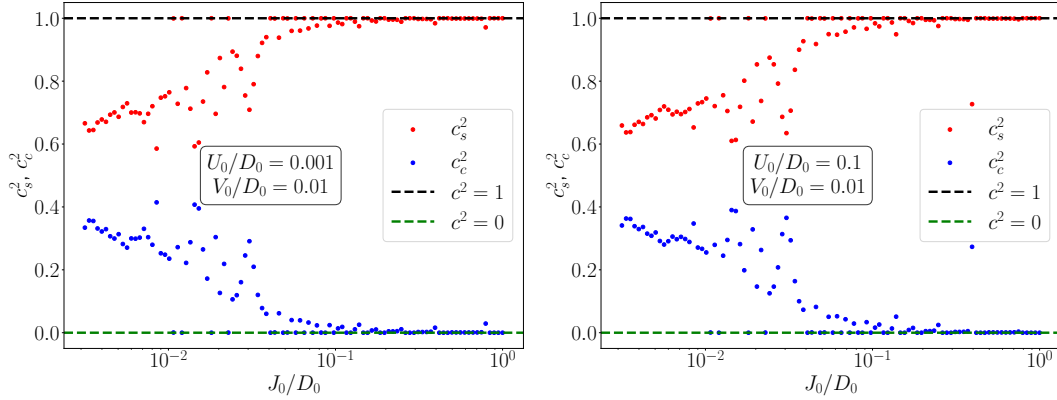 1.0
0.8
0.6
0.4
0.2
0.0
c_s^2, c_c^2
10^{-2}
10^{-1}
10^0
J_0/D_0
U_0/D_0 = 0.001
V_0/D_0 = 0.01
c_s^2
c_c^2
c^2 = 1
c^2 = 0
1.0
0.8
0.6
0.4
0.2
0.0
c_s^2, c_c^2
10^{-2}
10^{-1}
10^0
J_0/D_0
U_0/D_0 = 0.1
V_0/D_0 = 0.01
c_s^2
c_c^2
c^2 = 1
c^2 = 0